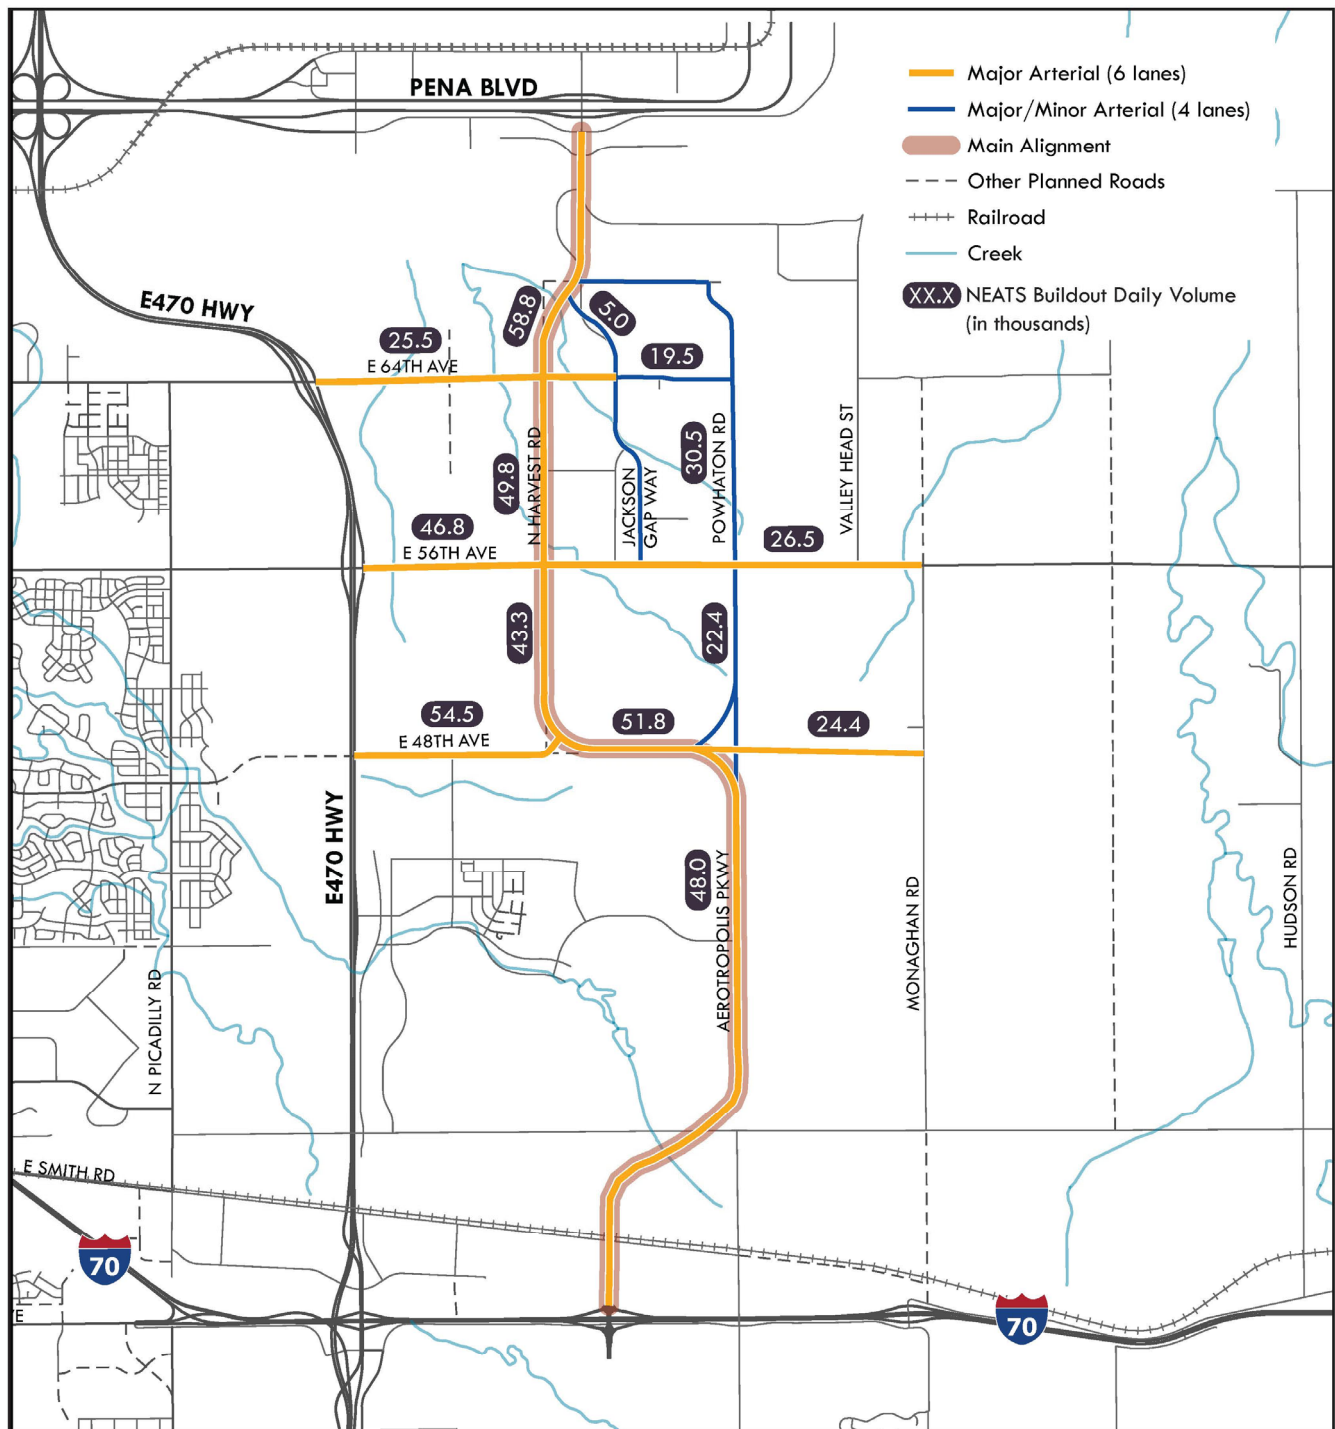 PENA BLVD
Major Arterial (6 lanes)
Major/Minor Arterial (4 lanes)
Main Alignment
Other Planned Roads
Railroad
Creek
XX.X NEATS Buildout Daily Volume
(in thousands)
E470 HWY
58.8
5.0
25.5
E 64TH AVE
19.5
N HARVEST RD
49.8
30.5
POWHATON RD
VALLEY HEAD ST
JACKSON
GAP WAY
46.8
E 56TH AVE
26.5
43.3
22.4
54.5
E 48TH AVE
51.8
24.4
E470 HWY
48.0
AEROTROPOLIS PKWY
MONAGHAN RD
HUDSON RD
N PICADILLY RD
E SMITH RD
70
70
E